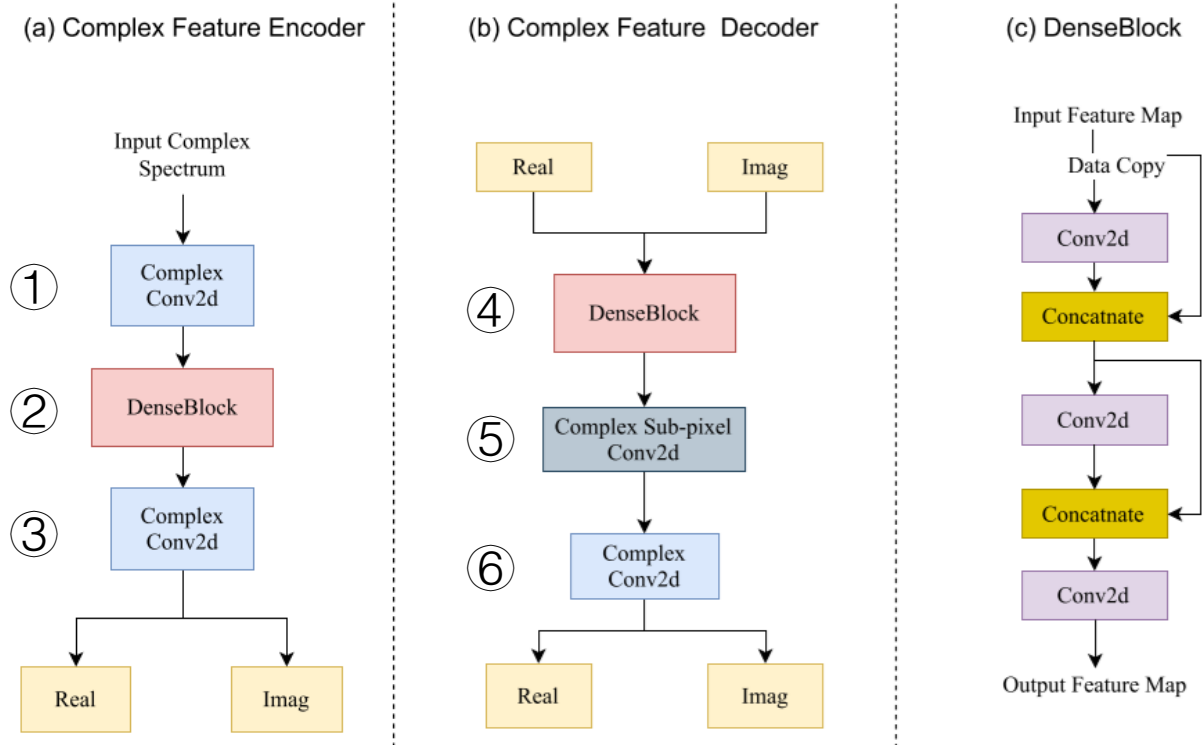 (a) Complex Feature Encoder
Input Complex
Spectrum
①
Complex
Conv2d
②
DenseBlock
③
Complex
Conv2d
Real
Imag
(b) Complex Feature Decoder
Real
Imag
④
DenseBlock
⑤
Complex Sub-pixel
Conv2d
⑥
Complex
Conv2d
Real
Imag
(c) DenseBlock
Input Feature Map
Data Copy
Conv2d
Concatnate
Conv2d
Concatnate
Conv2d
Output Feature Map